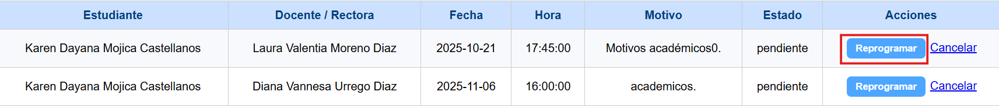 Estudiante Docente / Rectora Fecha Hora Motivo Estado Acciones
Karen Dayana Mojica Castellanos Laura Valentia Moreno Diaz 2025-10-21 17:45:00 Motivos académicos0. pendiente Reprogramar Cancelar
Karen Dayana Mojica Castellanos Diana Vannesa Urrego Diaz 2025-11-06 16:00:00 academicos. pendiente Reprogramar Cancelar